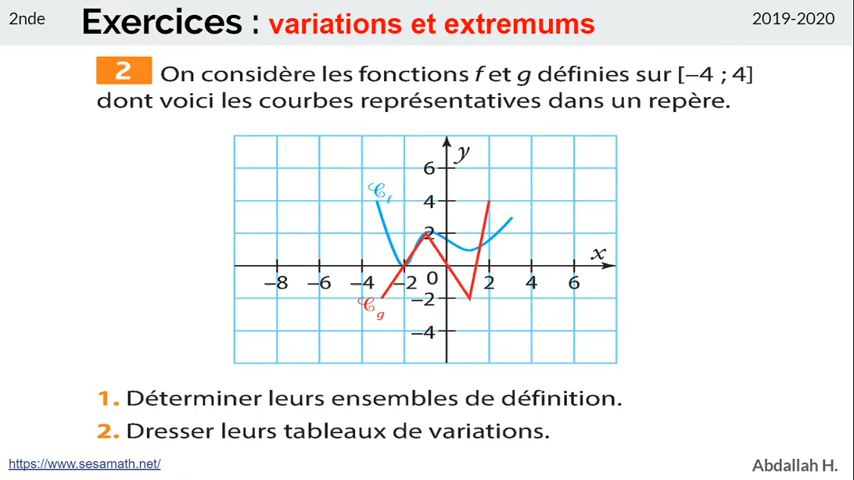 2nde
Exercices : variations et extremums
2019-2020
2 On considère les fonctions f et g définies sur [−4 ; 4]
dont voici les courbes représentatives dans un repère.
y
6
𝒞f
4
2
x
−8 −6 −4 −2 0 2 4 6
𝒞g
−2
−4
1. Déterminer leurs ensembles de définition.
2. Dresser leurs tableaux de variations.
https://www.sesamath.net/
Abdallah H.